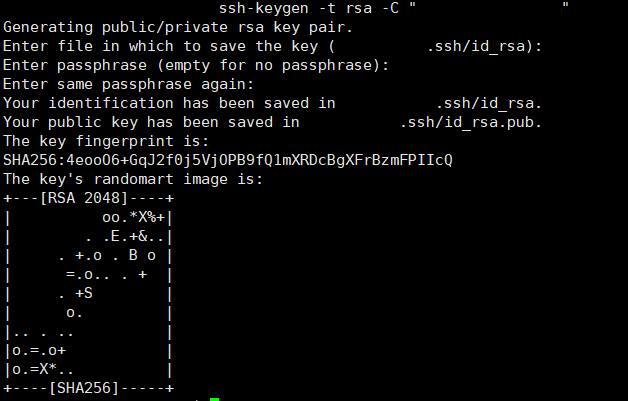 ssh-keygen -t rsa -C "                "
Generating public/private rsa key pair.
Enter file in which to save the key (          .ssh/id_rsa):
Enter passphrase (empty for no passphrase):
Enter same passphrase again:
Your identification has been saved in           .ssh/id_rsa.
Your public key has been saved in           .ssh/id_rsa.pub.
The key fingerprint is:
SHA256:4eooO6+GqJ2f0j5VjOPB9fQ1mXRDcBgXFrBzmFPIIcQ
The key's randomart image is:
+---[RSA 2048]----+
|          oo.*X%+|
|        . .E.+&..|
|     . +.o . B o |
|      =.o.. . +  |
|     . +S        |
|      o.         |
|.. . ..          |
|o.=.o+           |
|o.=X*..          |
+----[SHA256]-----+